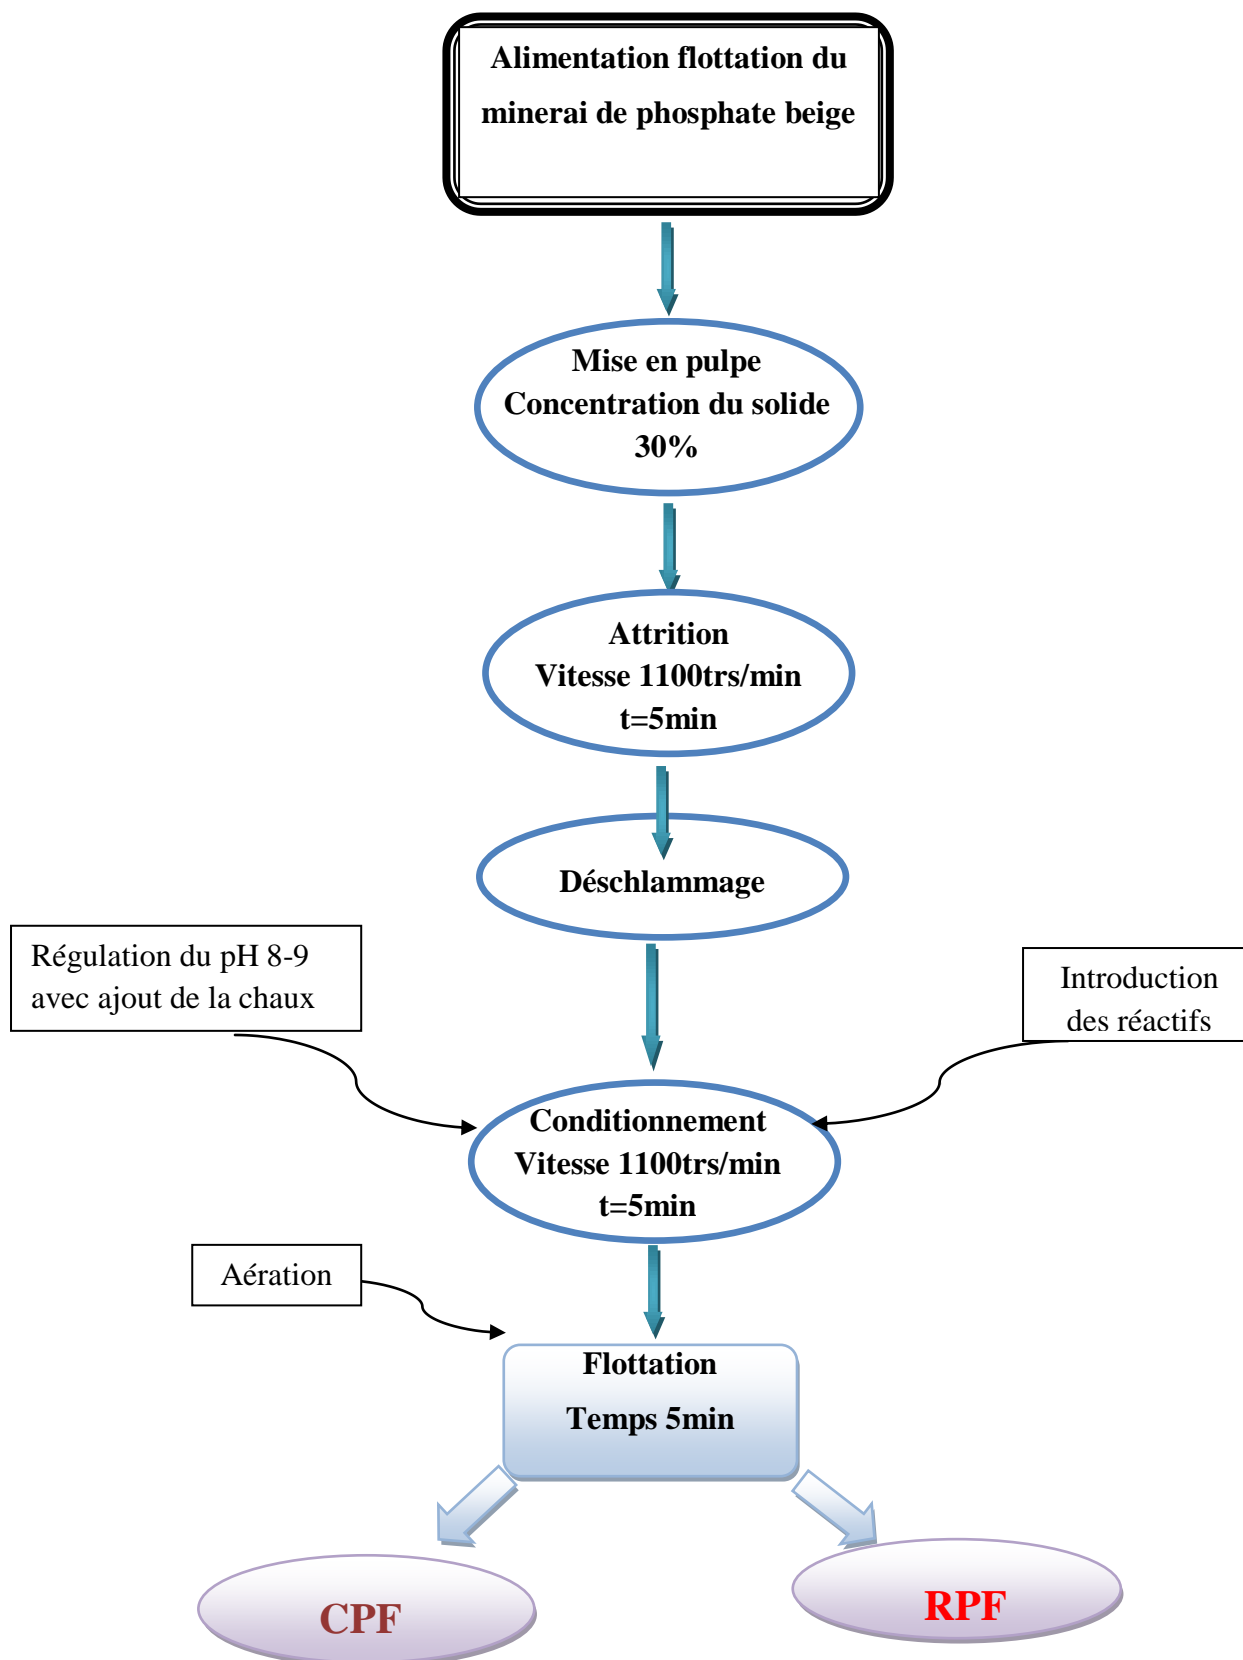 Alimentation flottation du
minerai de phosphate beige
Mise en pulpe
Concentration du solide
30%
Attrition
Vitesse 1100trs/min
t=5min
Déschlammage
Régulation du pH 8-9
avec ajout de la chaux
Introduction
des réactifs
Conditionnement
Vitesse 1100trs/min
t=5min
Aération
Flottation
Temps 5min
CPF
RPF